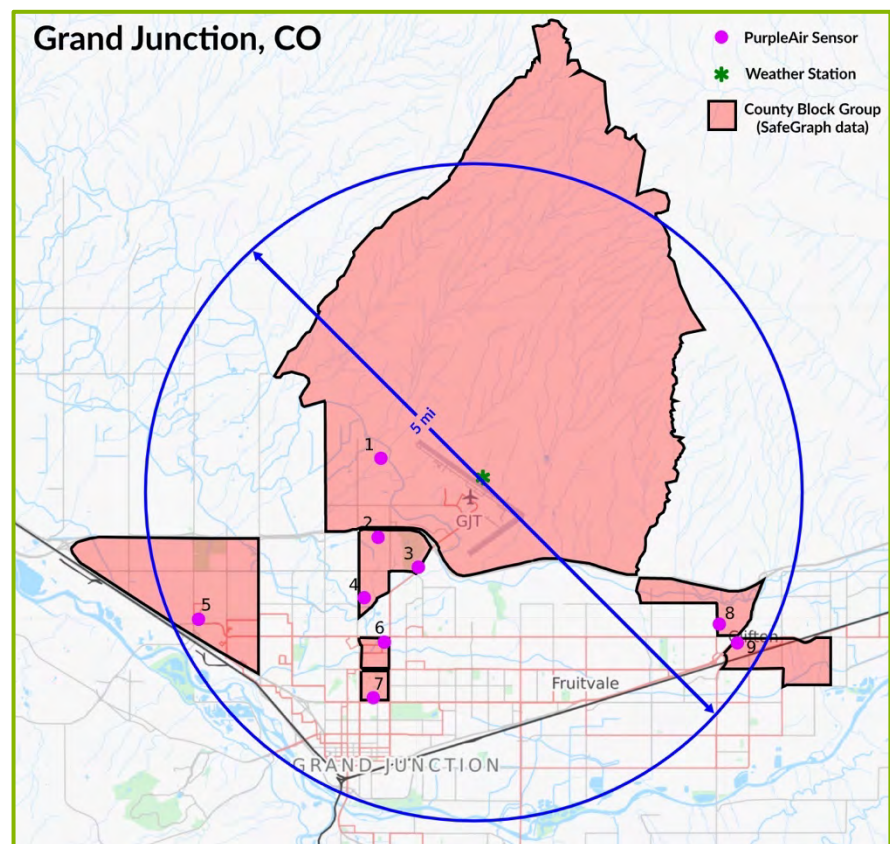 Grand Junction, CO
PurpleAir Sensor
Weather Station
County Block Group
(SafeGraph data)
5 mi
1
GJT
2
3
4
5
6
7
8
Clifton
9
Fruitvale
GRAND JUNCTION